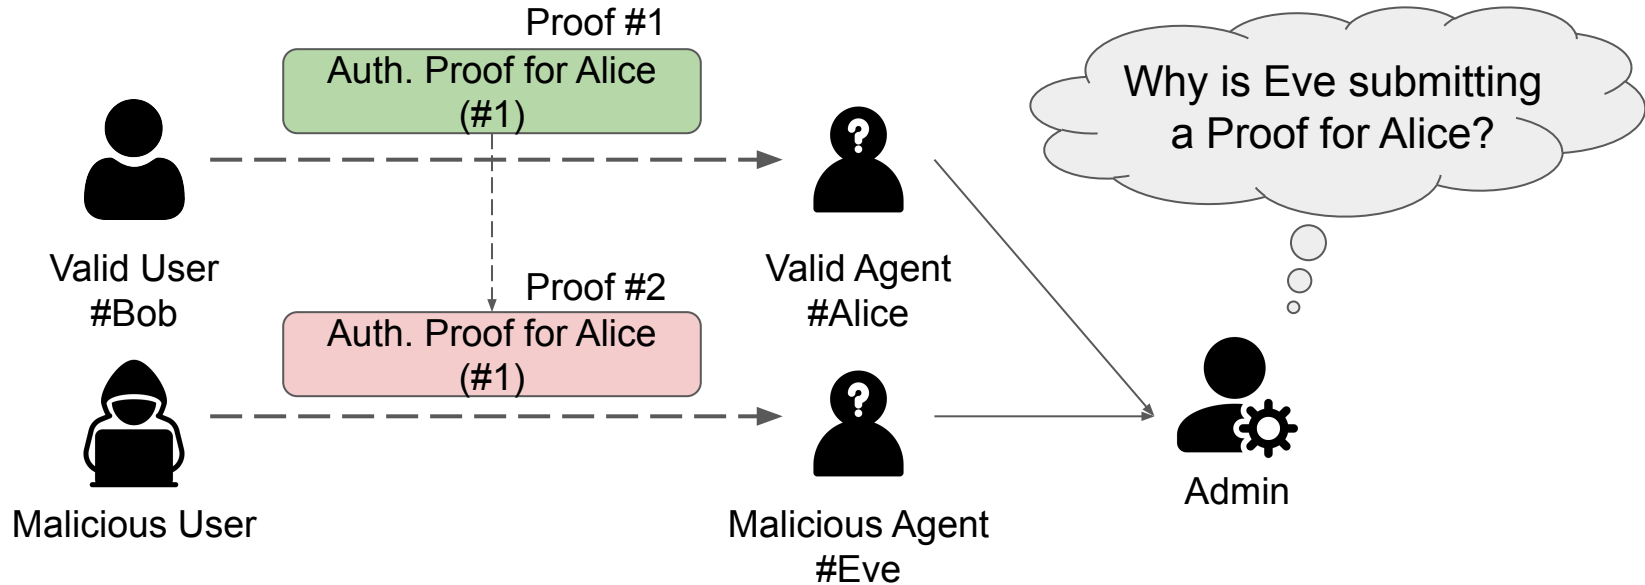 Proof #1
Auth. Proof for Alice
(#1)
Why is Eve submitting
a Proof for Alice?
?
Valid User
#Bob
Valid Agent
#Alice
Proof #2
Auth. Proof for Alice
(#1)
?
Malicious User
Malicious Agent
#Eve
Admin